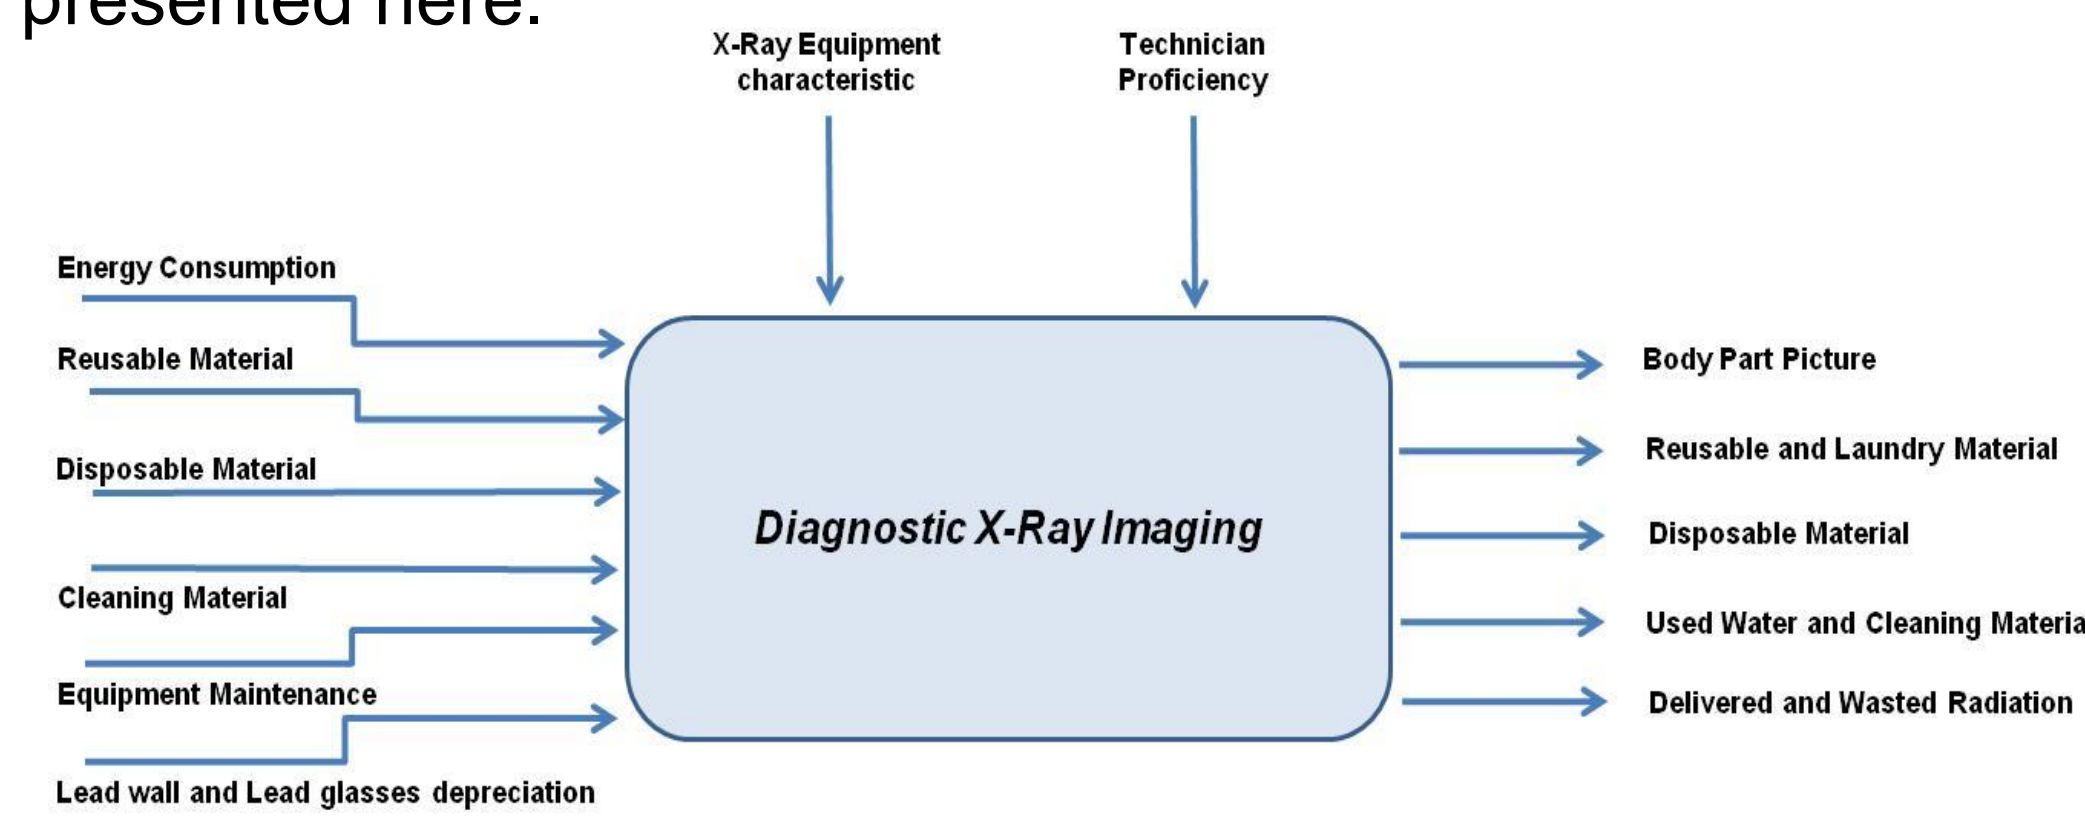 presented here.
X-Ray Equipment
characteristic
Technician
Proficiency
Energy Consumption
Reusable Material
Disposable Material
Cleaning Material
Equipment Maintenance
Lead wall and Lead glasses depreciation
Diagnostic X-Ray Imaging
Body Part Picture
Reusable and Laundry Material
Disposable Material
Used Water and Cleaning Materia
Delivered and Wasted Radiation